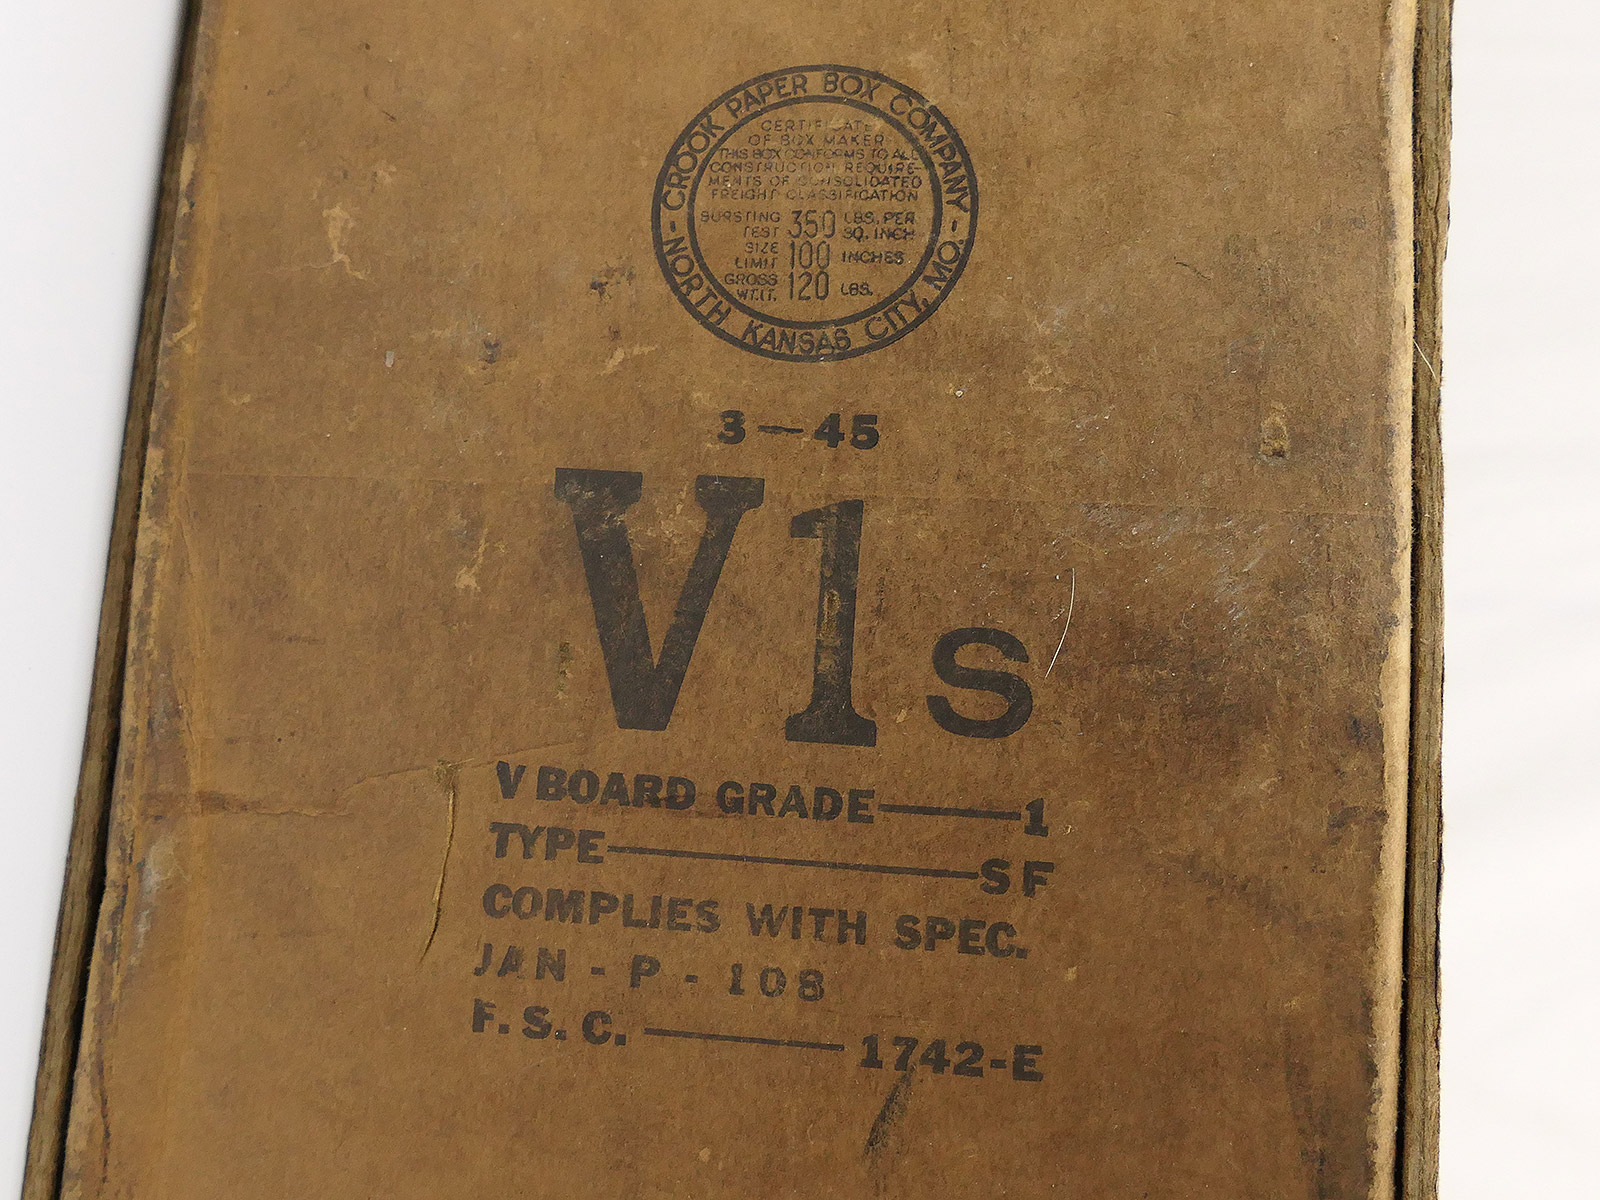 CROOK PAPER BOX COMPANY
- NORTH KANSAS CITY, MO. -
CERTIFICATE
OF BOX MAKER
THIS BOX CONFORMS TO ALL
CONSTRUCTION REQUIRE-
MENTS OF CONSOLIDATED
FREIGHT CLASSIFICATION
BURSTING TEST 350 LBS. PER SQ. INCH
SIZE LIMIT 100 INCHES
GROSS WT.LT. 120 LBS.
3—45
V1s
V BOARD GRADE——1
TYPE————SF
COMPLIES WITH SPEC.
JAN - P - 108
F. S. C. ——— 1742-E